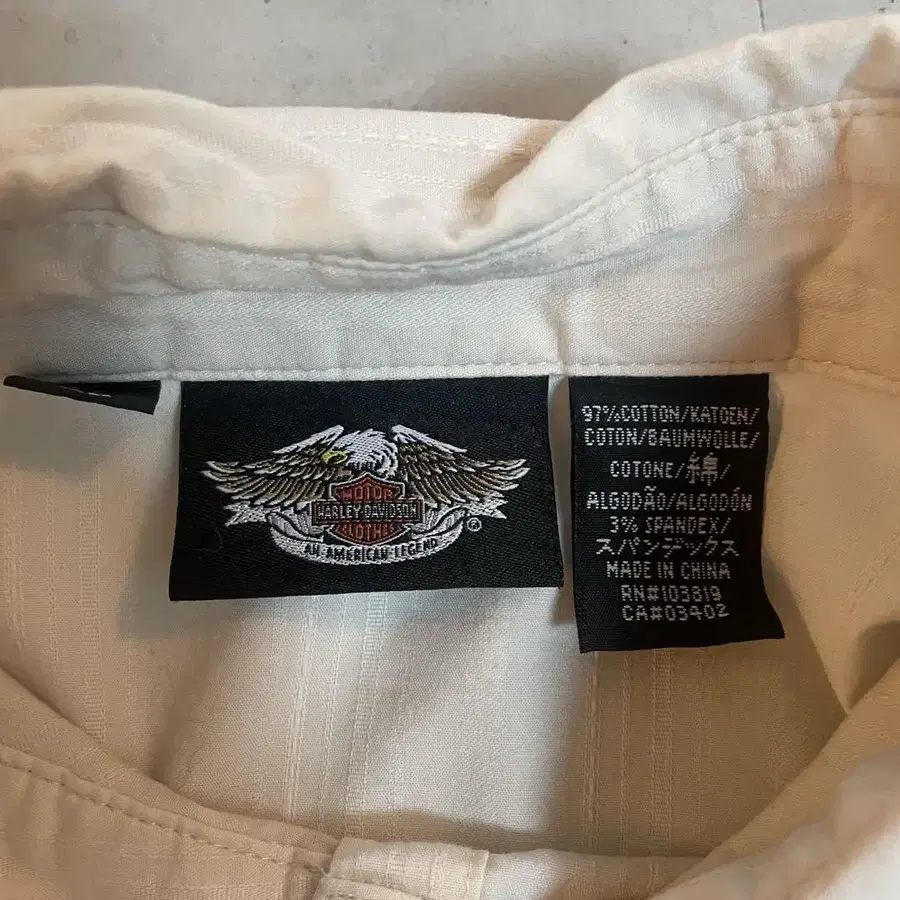 MOTOR
HARLEY-DAVIDSON
CLOTHES
AN AMERICAN LEGEND
®
97%COTTON/KATOEN/
COTON/BAUMWOLLE/
COTONE/綿/
ALGODÃO/ALGODÓN
3% SPANDEX/
スパンデックス
MADE IN CHINA
RN#103819
CA#03402